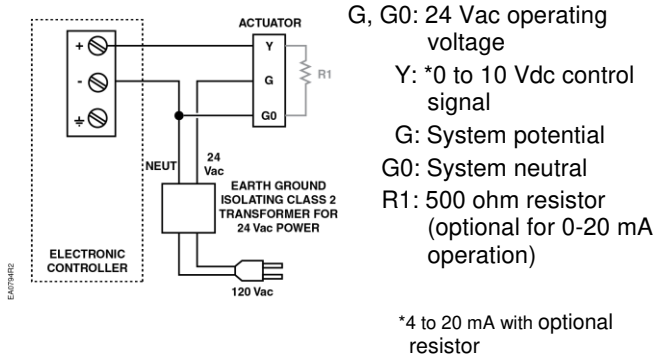 ACTUATOR
+
Y
-
G
R1
⏚
G0
NEUT
24
Vac
EARTH GROUND
ISOLATING CLASS 2
TRANSFORMER FOR
24 Vac POWER
ELECTRONIC
CONTROLLER
120 Vac
EA0794R2
G, G0: 24 Vac operating
voltage
Y: *0 to 10 Vdc control
signal
G: System potential
G0: System neutral
R1: 500 ohm resistor
(optional for 0-20 mA
operation)
*4 to 20 mA with optional
resistor